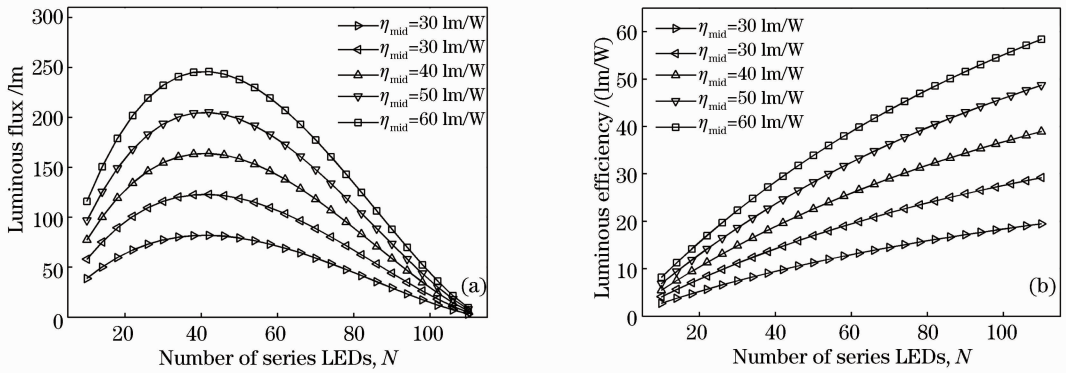 Luminous flux /lm
300
250
200
150
100
50
0
20
40
60
80
100
Number of series LEDs, N
η_mid=30 lm/W
η_mid=30 lm/W
η_mid=40 lm/W
η_mid=50 lm/W
η_mid=60 lm/W
(a)
Luminous efficiency /(lm/W)
60
50
40
30
20
10
0
20
40
60
80
100
Number of series LEDs, N
η_mid=30 lm/W
η_mid=30 lm/W
η_mid=40 lm/W
η_mid=50 lm/W
η_mid=60 lm/W
(b)